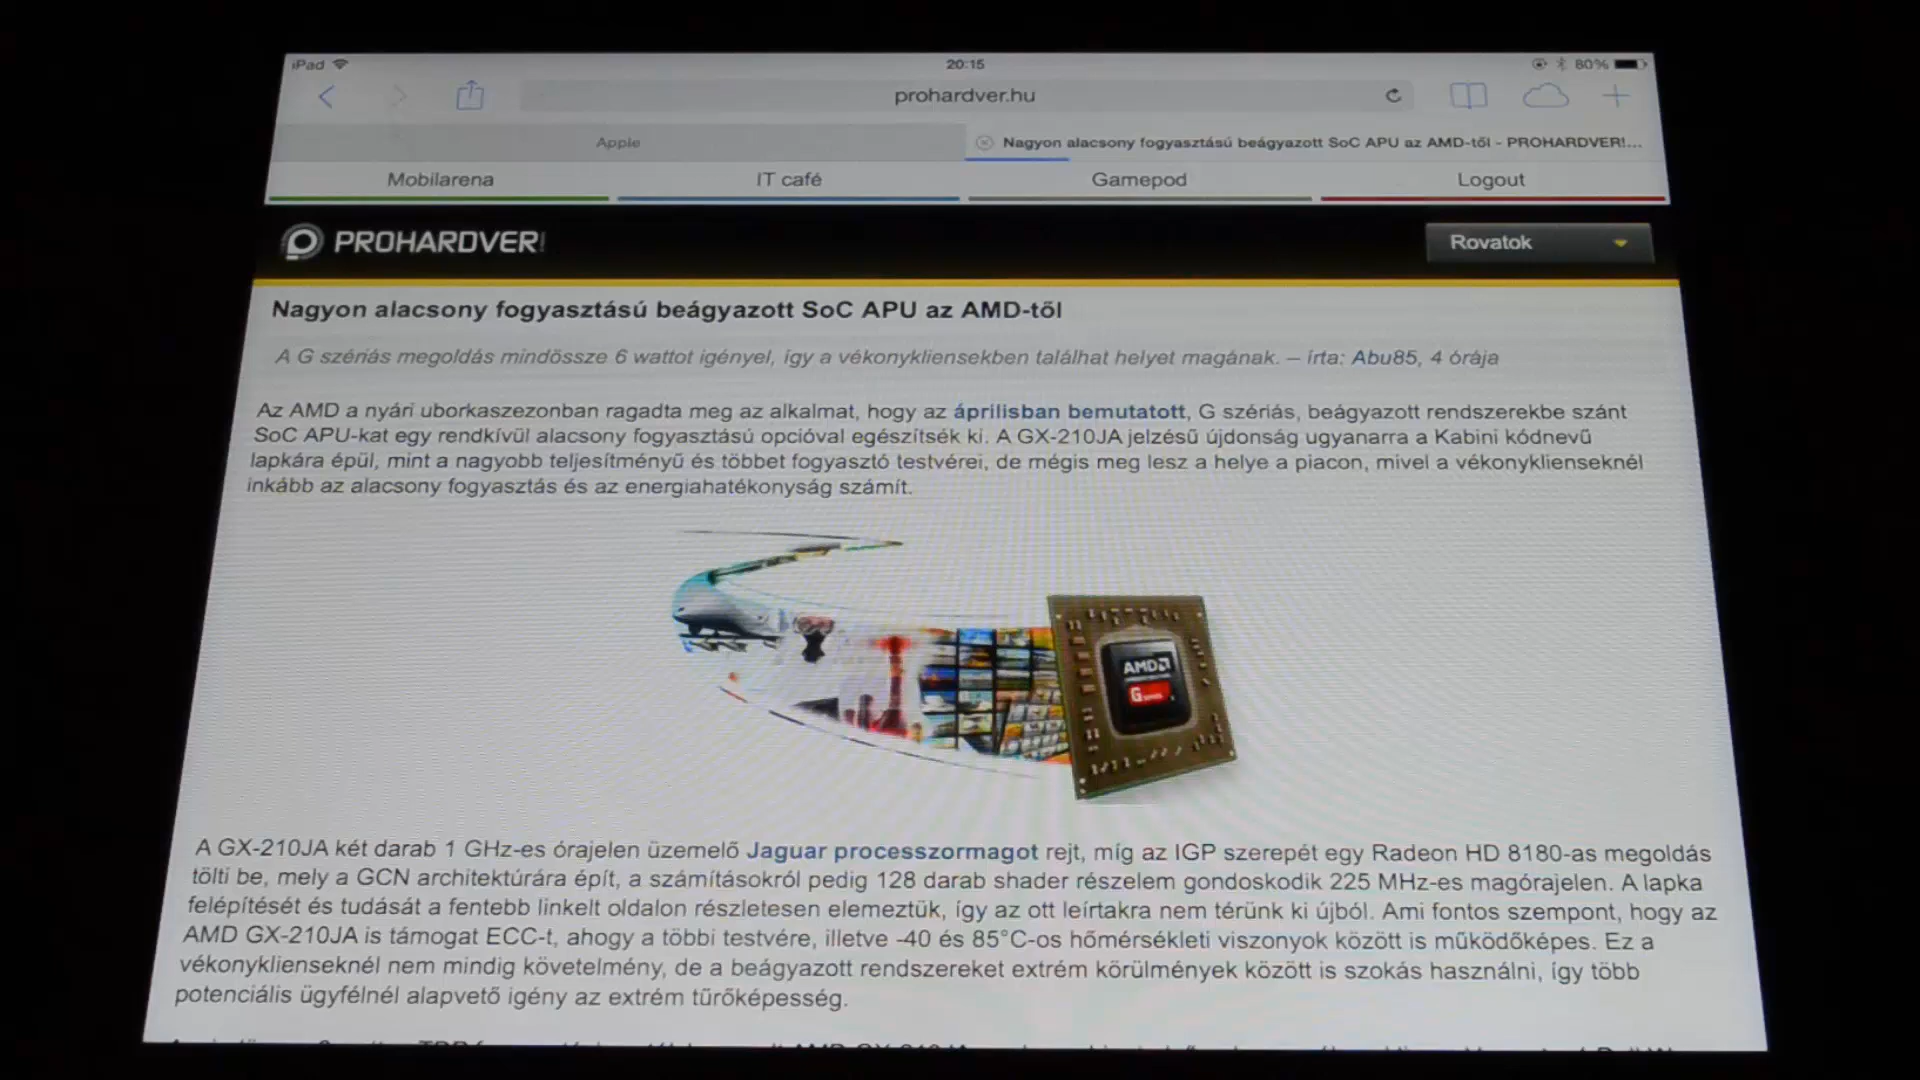 iPad 20:15 80%
prohardver.hu
Apple Nagyon alacsony fogyasztású beágyazott SoC APU az AMD-től - PROHARDVER!...
Mobilarena IT café Gamepod Logout
PROHARDVER! Rovatok
Nagyon alacsony fogyasztású beágyazott SoC APU az AMD-től
A G szériás megoldás mindössze 6 wattot igényel, így a vékonykliensekben találhat helyet magának. – írta: Abu85, 4 órája
Az AMD a nyári uborkaszezonban ragadta meg az alkalmat, hogy az áprilisban bemutatott, G szériás, beágyazott rendszerekbe szánt
SoC APU-kat egy rendkívül alacsony fogyasztású opcióval egészítsék ki. A GX-210JA jelzésű újdonság ugyanarra a Kabini kódnevű
lapkára épül, mint a nagyobb teljesítményű és többet fogyasztó testvérei, de mégis meg lesz a helye a piacon, mivel a vékonyklienseknél
inkább az alacsony fogyasztás és az energiahatékonyság számít.
AMD
G
A GX-210JA két darab 1 GHz-es órajelen üzemelő Jaguar processzormagot rejt, míg az IGP szerepét egy Radeon HD 8180-as megoldás
tölti be, mely a GCN architektúrára épít, a számításokról pedig 128 darab shader részelem gondoskodik 225 MHz-es magórajelen. A lapka
felépítését és tudását a fentebb linkelt oldalon részletesen elemeztük, így az ott leírtakra nem térünk ki újból. Ami fontos szempont, hogy az
AMD GX-210JA is támogat ECC-t, ahogy a többi testvére, illetve -40 és 85°C-os hőmérsékleti viszonyok között is működőképes. Ez a
vékonyklienseknél nem mindig követelmény, de a beágyazott rendszereket extrém körülmények között is szokás használni, így több
potenciális ügyfélnél alapvető igény az extrém tűrőképesség.